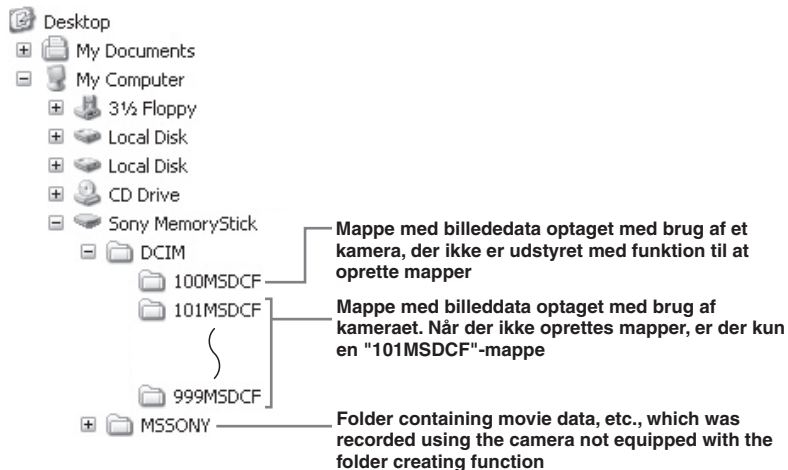 Desktop
My Documents
My Computer
3½ Floppy
Local Disk
Local Disk
CD Drive
Sony MemoryStick
Mappe med billededata optaget med brug af et
kamera, der ikke er udstyret med funktion til at
oprette mapper
DCIM
100MSDCF
101MSDCF
Mappe med billeddata optaget med brug af
kameraet. Når der ikke oprettes mapper, er der kun
en "101MSDCF"-mappe
999MSDCF
MSSONY
Folder containing movie data, etc., which was
recorded using the camera not equipped with the
folder creating function